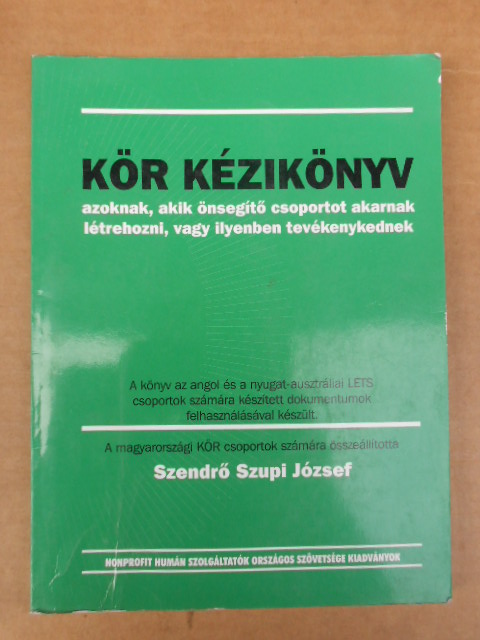 KÖR KÉZIKÖNYV
azoknak, akik önsegítő csoportot akarnak
létrehozni, vagy ilyenben tevékenykednek
A könyv az angol és a nyugat-ausztráliai LETS
csoportok számára készített dokumentumok
felhasználásával készült.
A magyarországi KÖR csoportok számára összeállította
Szendrő Szupi József
NONPROFIT HUMÁN SZOLGÁLTATÓK ORSZÁGOS SZÖVETSÉGE KIADVÁNYOK